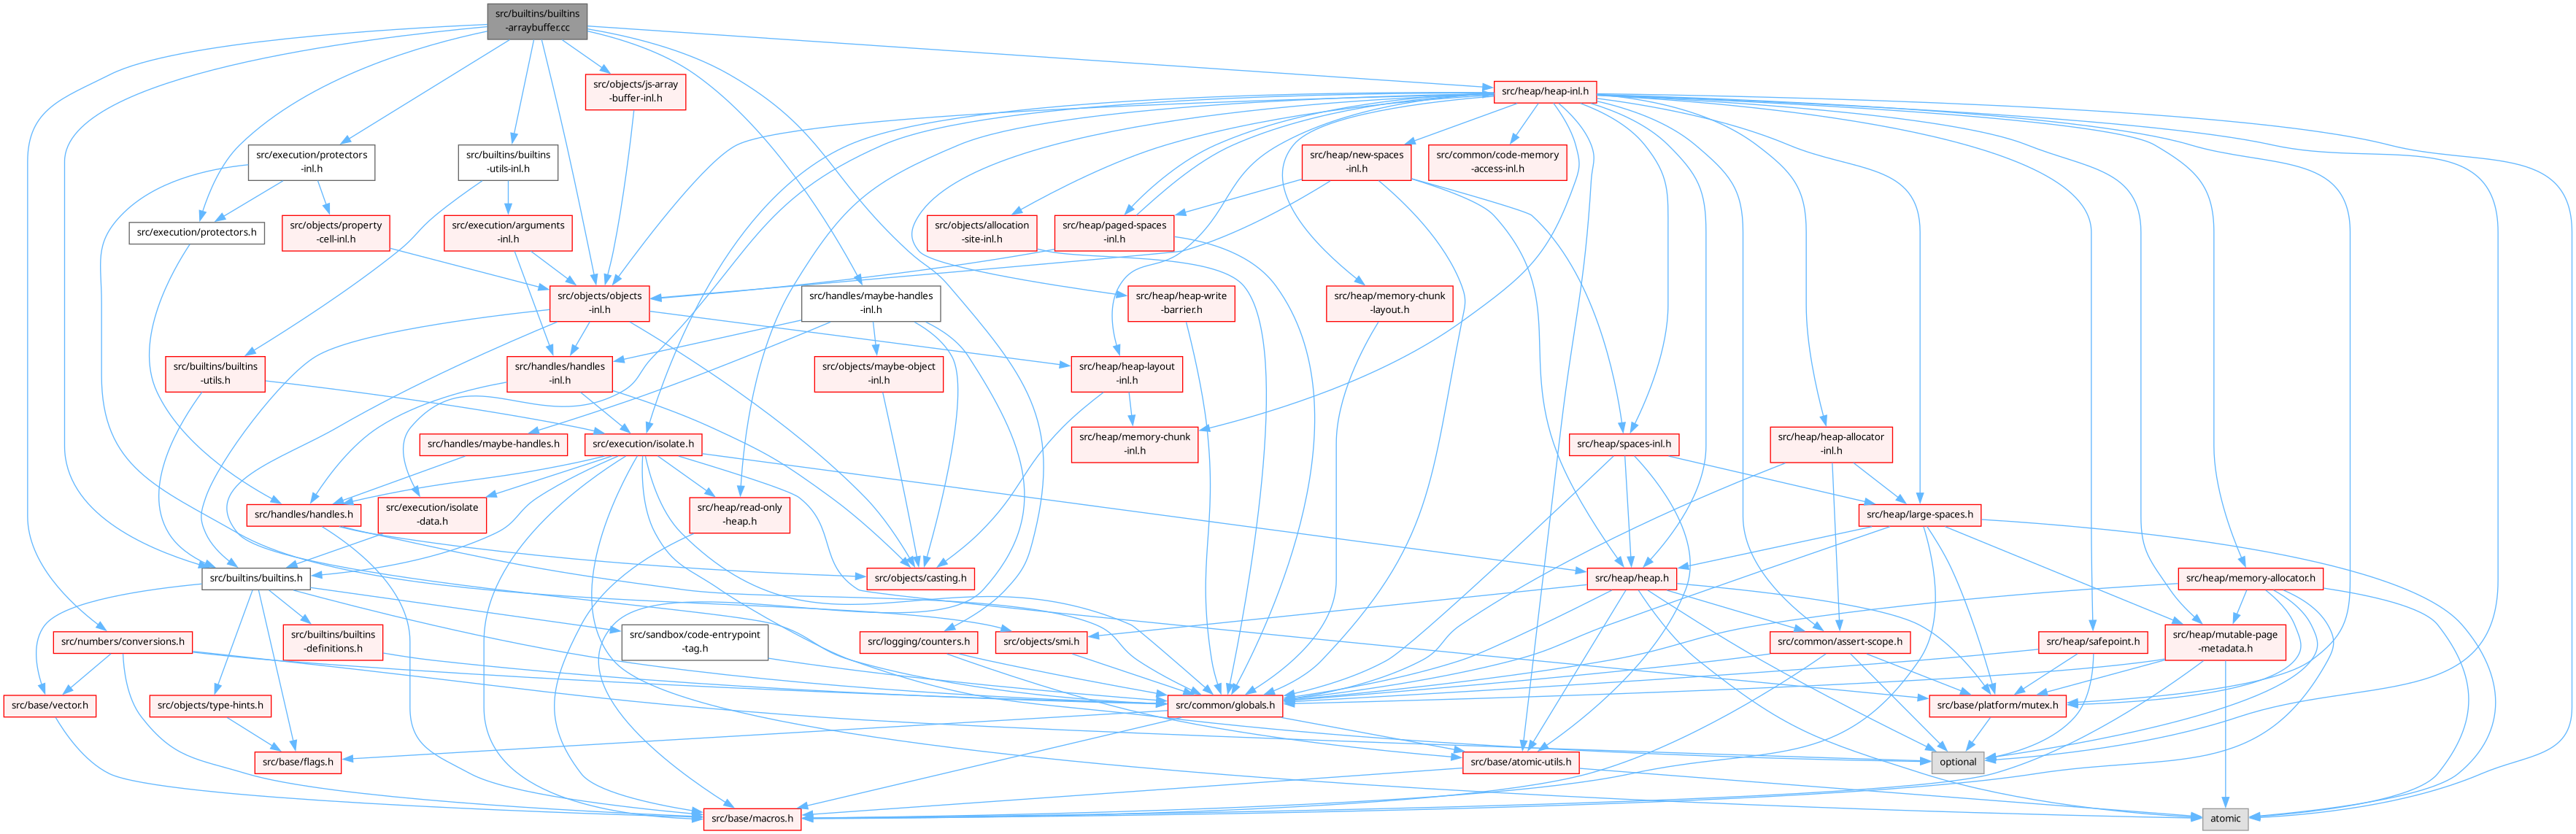 src/builtins/builtins
-arraybuffer.cc
src/objects/js-array
-buffer-inl.h
src/heap/heap-inl.h
src/execution/protectors
-inl.h
src/builtins/builtins
-utils-inl.h
src/heap/new-spaces
-inl.h
src/common/code-memory
-access-inl.h
src/execution/protectors.h
src/objects/property
-cell-inl.h
src/execution/arguments
-inl.h
src/objects/allocation
-site-inl.h
src/heap/paged-spaces
-inl.h
src/objects/objects
-inl.h
src/handles/maybe-handles
-inl.h
src/heap/heap-write
-barrier.h
src/heap/memory-chunk
-layout.h
src/builtins/builtins
-utils.h
src/handles/handles
-inl.h
src/objects/maybe-object
-inl.h
src/heap/heap-layout
-inl.h
src/handles/maybe-handles.h
src/execution/isolate.h
src/heap/memory-chunk
-inl.h
src/heap/spaces-inl.h
src/heap/heap-allocator
-inl.h
src/handles/handles.h
src/execution/isolate
-data.h
src/heap/read-only
-heap.h
src/heap/large-spaces.h
src/builtins/builtins.h
src/objects/casting.h
src/heap/heap.h
src/heap/memory-allocator.h
src/numbers/conversions.h
src/builtins/builtins
-definitions.h
src/sandbox/code-entrypoint
-tag.h
src/logging/counters.h
src/objects/smi.h
src/common/assert-scope.h
src/heap/safepoint.h
src/heap/mutable-page
-metadata.h
src/base/vector.h
src/objects/type-hints.h
src/common/globals.h
src/base/platform/mutex.h
src/base/flags.h
src/base/atomic-utils.h
optional
src/base/macros.h
atomic